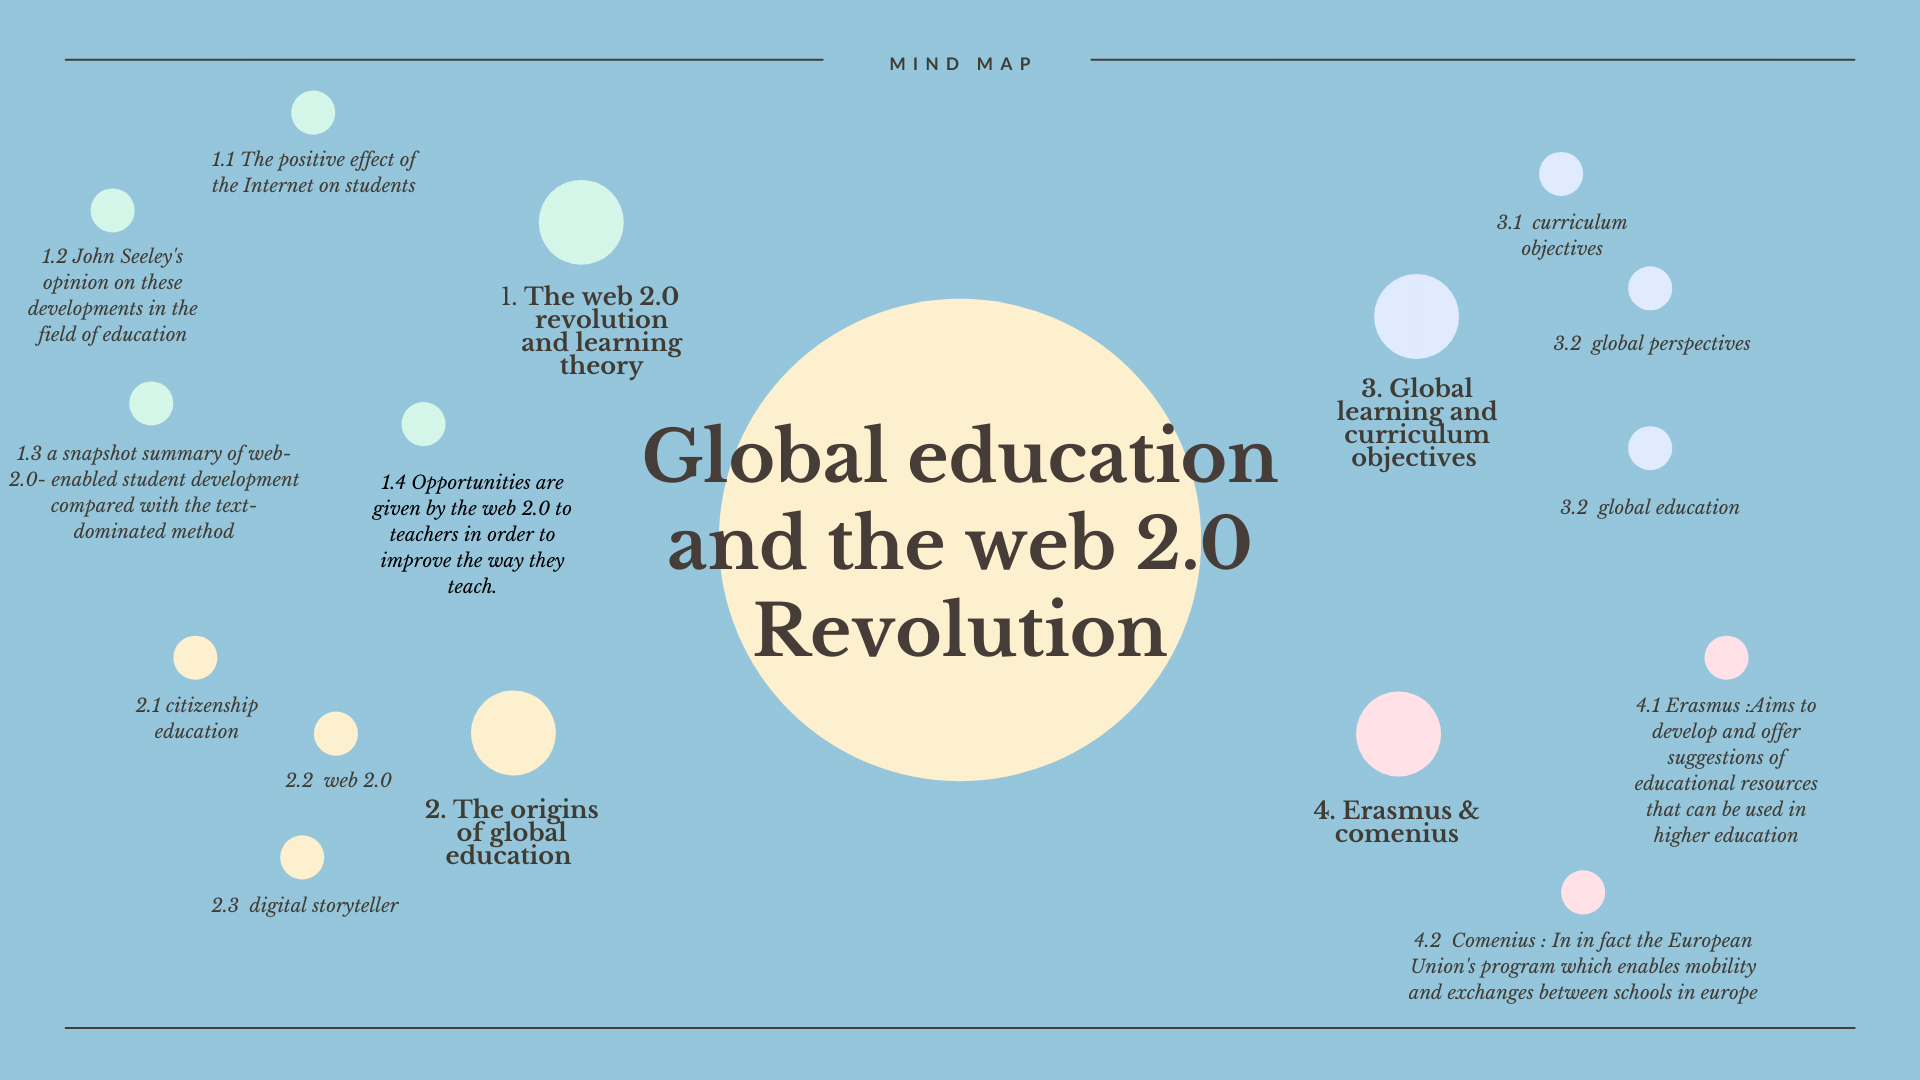 MIND MAP
1.1 The positive effect of
the Internet on students
1.2 John Seeley's
opinion on these
developments in the
field of education
1. The web 2.0
revolution
and learning
theory
1.3 a snapshot summary of web-
2.0- enabled student development
compared with the text-
dominated method
1.4 Opportunities are
given by the web 2.0 to
teachers in order to
improve the way they
teach.
Global education
and the web 2.0
Revolution
2.1 citizenship
education
2.2 web 2.0
2. The origins
of global
education
2.3 digital storyteller
3.1 curriculum
objectives
3.2 global perspectives
3. Global
learning and
curriculum
objectives
3.2 global education
4.1 Erasmus :Aims to
develop and offer
suggestions of
educational resources
that can be used in
higher education
4. Erasmus &
comenius
4.2 Comenius : In in fact the European
Union's program which enables mobility
and exchanges between schools in europe